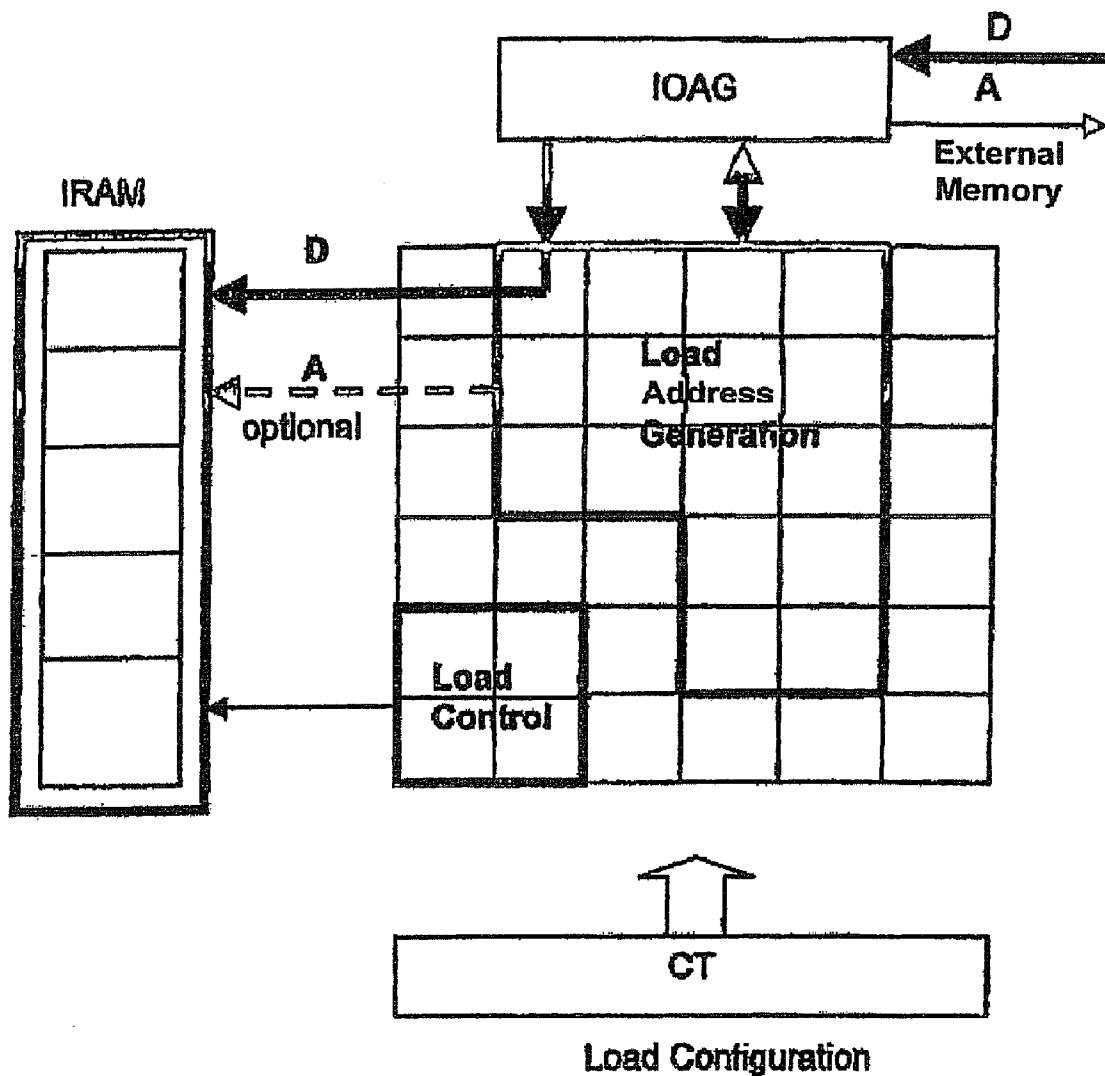 D
IOAG
A
External
Memory
IRAM
D
Load
Address
Generation
A
optional
Load
Control
CT
Load Configuration